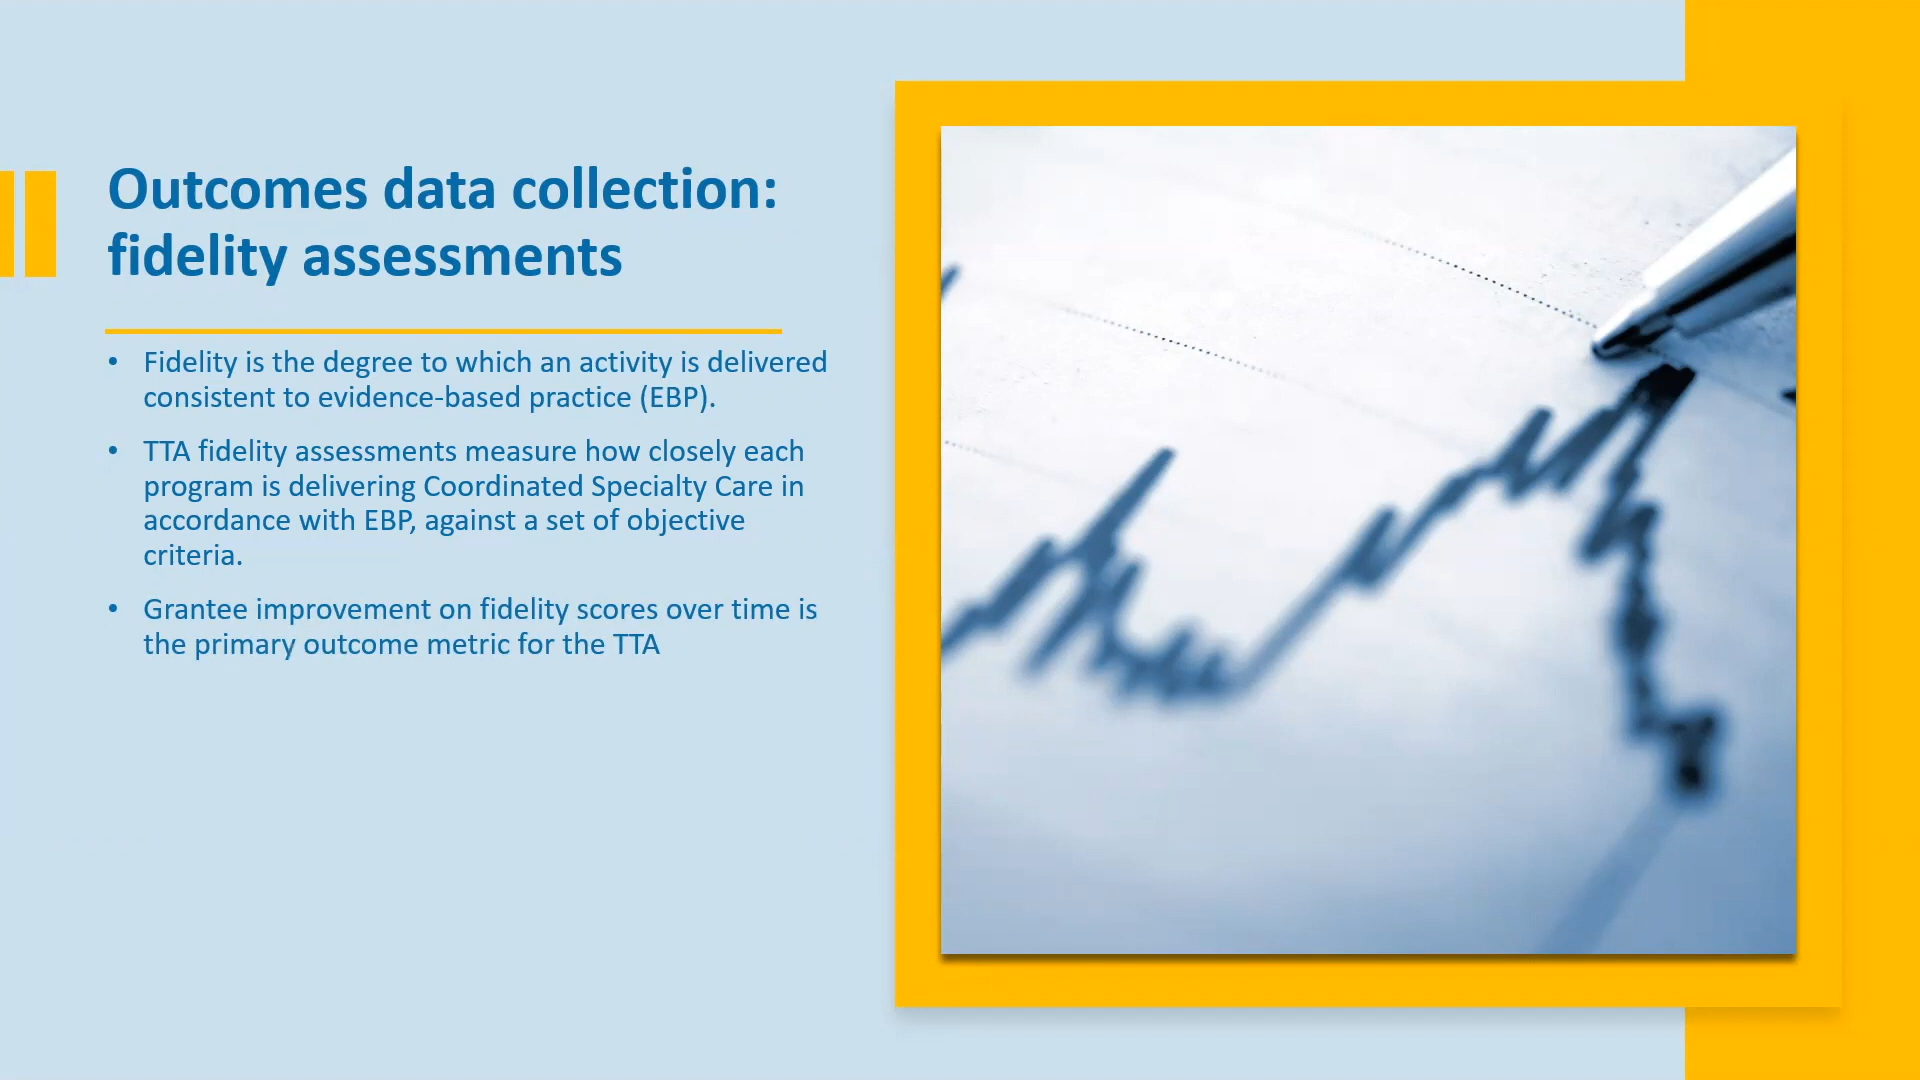 Outcomes data collection:
fidelity assessments
• Fidelity is the degree to which an activity is delivered
consistent to evidence-based practice (EBP).
• TTA fidelity assessments measure how closely each
program is delivering Coordinated Specialty Care in
accordance with EBP, against a set of objective
criteria.
• Grantee improvement on fidelity scores over time is
the primary outcome metric for the TTA